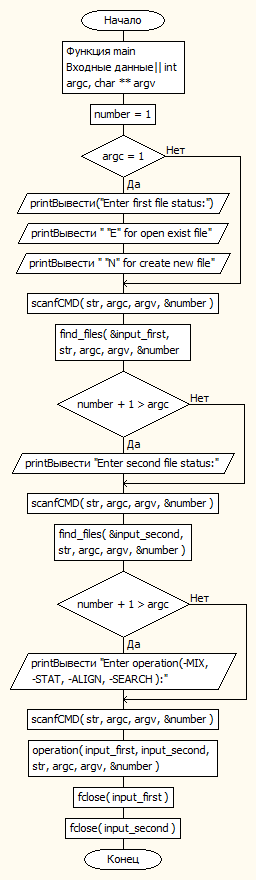 Начало
Функция main
Входные данные|| int
argc, char ** argv
number = 1
argc = 1
Нет
Да
printВывести("Enter first file status:")
printВывести " "E" for open exist file"
printВывести " "N" for create new file"
scanfCMD( str, argc, argv, &number )
find_files( &input_first,
str, argc, argv, &number
number + 1 > argc
Нет
Да
printВывести "Enter second file status:"
scanfCMD( str, argc, argv, &number )
find_files( &input_second,
str, argc, argv, &number )
number + 1 > argc
Нет
Да
printВывести "Enter operation(-MIX,
-STAT, -ALIGN, -SEARCH ):"
scanfCMD( str, argc, argv, &number )
operation( input_first, input_second,
str, argc, argv, &number )
fclose( input_first )
fclose( input_second )
Конец